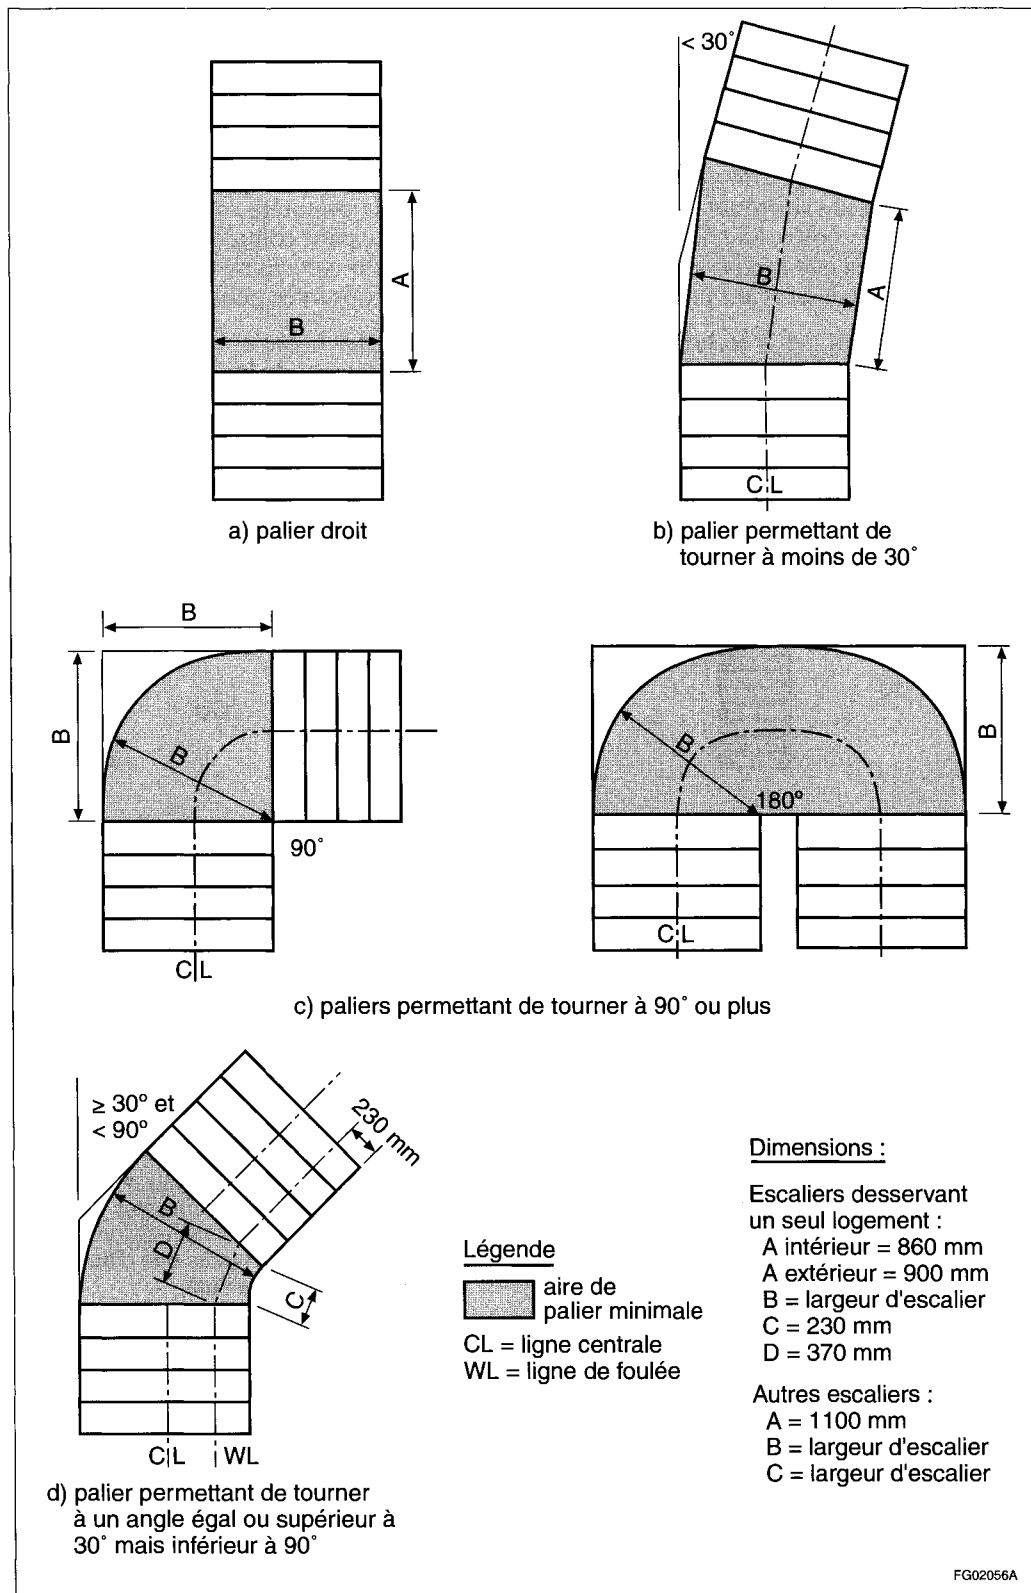 < 30°
A
B
B
A
C L
a) palier droit
b) palier permettant de
tourner à moins de 30°
B
B
B
90°
C L
B
180°
B
C L
c) paliers permettant de tourner à 90° ou plus
≥ 30° et
< 90°
230 mm
B
D
C
C L
WL
d) palier permettant de tourner
à un angle égal ou supérieur à
30° mais inférieur à 90°
Légende
aire de
palier minimale
CL = ligne centrale
WL = ligne de foulée
Dimensions :
Escaliers desservant
un seul logement :
A intérieur = 860 mm
A extérieur = 900 mm
B = largeur d'escalier
C = 230 mm
D = 370 mm
Autres escaliers :
A = 1100 mm
B = largeur d'escalier
C = largeur d'escalier
FG02056A